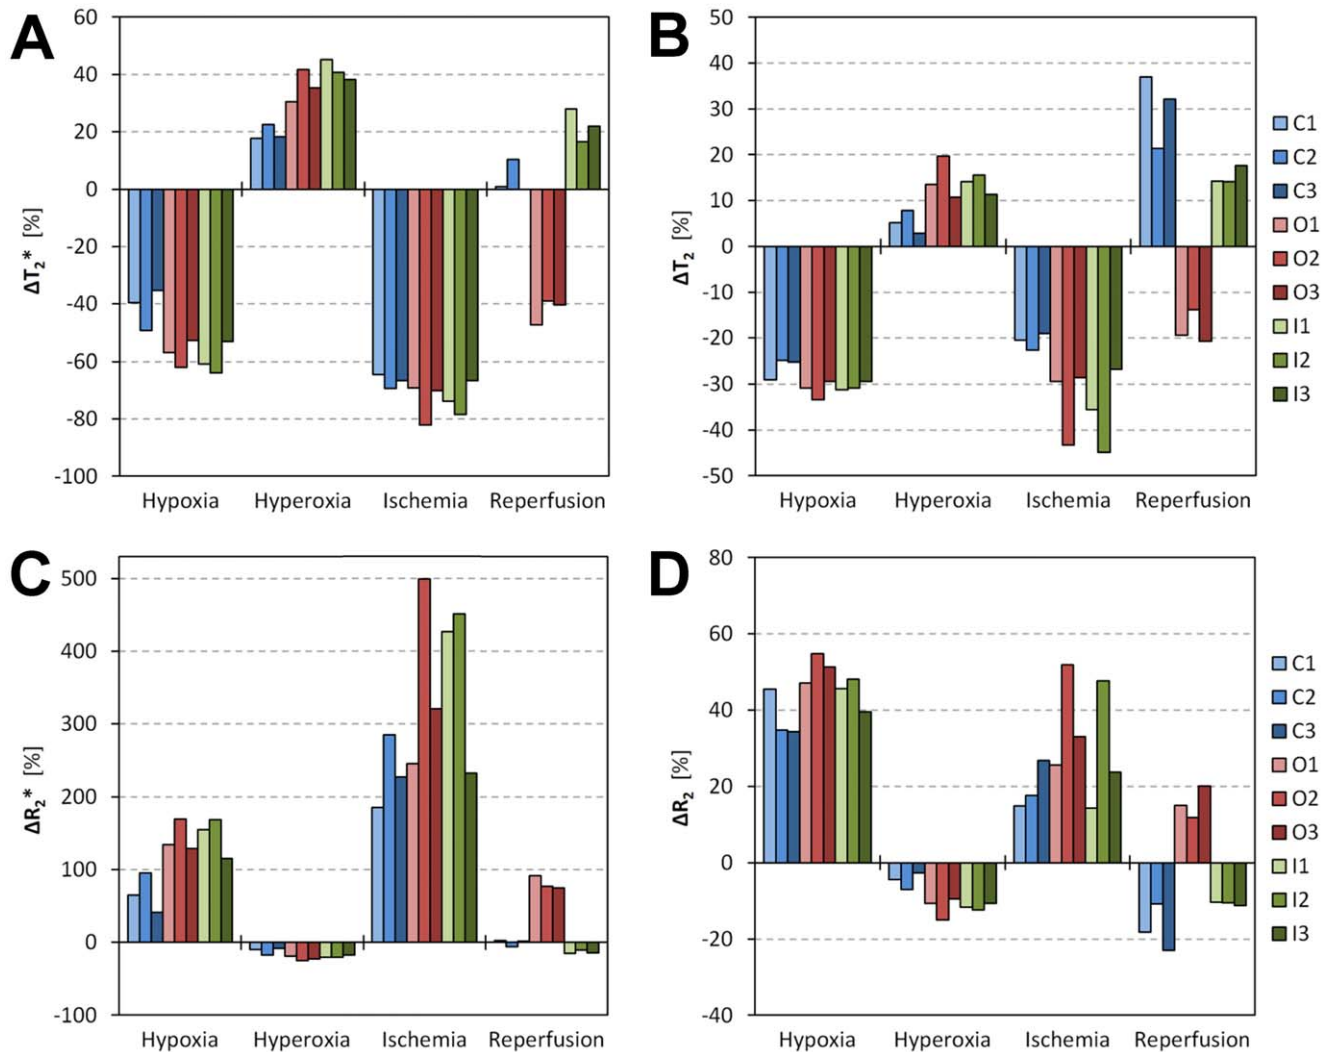 A
60
40
20
0
-20
-40
-60
-80
-100
ΔT₂* [%]
Hypoxia Hyperoxia Ischemia Reperfusion
B
50
40
30
20
10
0
-10
-20
-30
-40
-50
ΔT₂ [%]
Hypoxia Hyperoxia Ischemia Reperfusion
C1
C2
C3
O1
O2
O3
I1
I2
I3
C
500
400
300
200
100
0
-100
ΔR₂* [%]
Hypoxia Hyperoxia Ischemia Reperfusion
D
80
60
40
20
0
-20
-40
ΔR₂ [%]
Hypoxia Hyperoxia Ischemia Reperfusion
C1
C2
C3
O1
O2
O3
I1
I2
I3